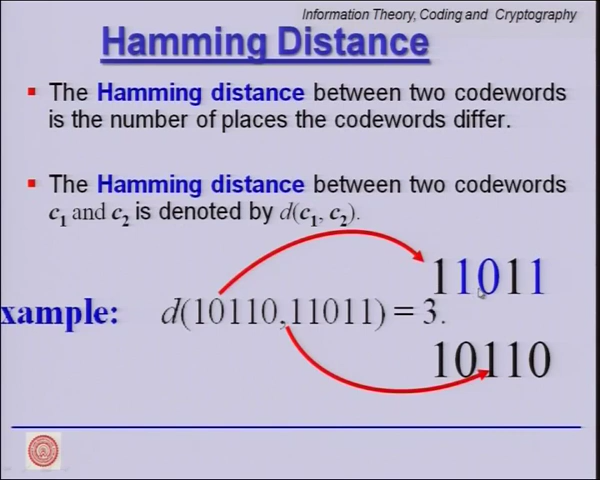 Information Theory, Coding and Cryptography
Hamming Distance
The Hamming distance between two codewords
is the number of places the codewords differ.
The Hamming distance between two codewords
c1 and c2 is denoted by d(c1, c2).
11011
xample: d(10110,11011) = 3.
10110